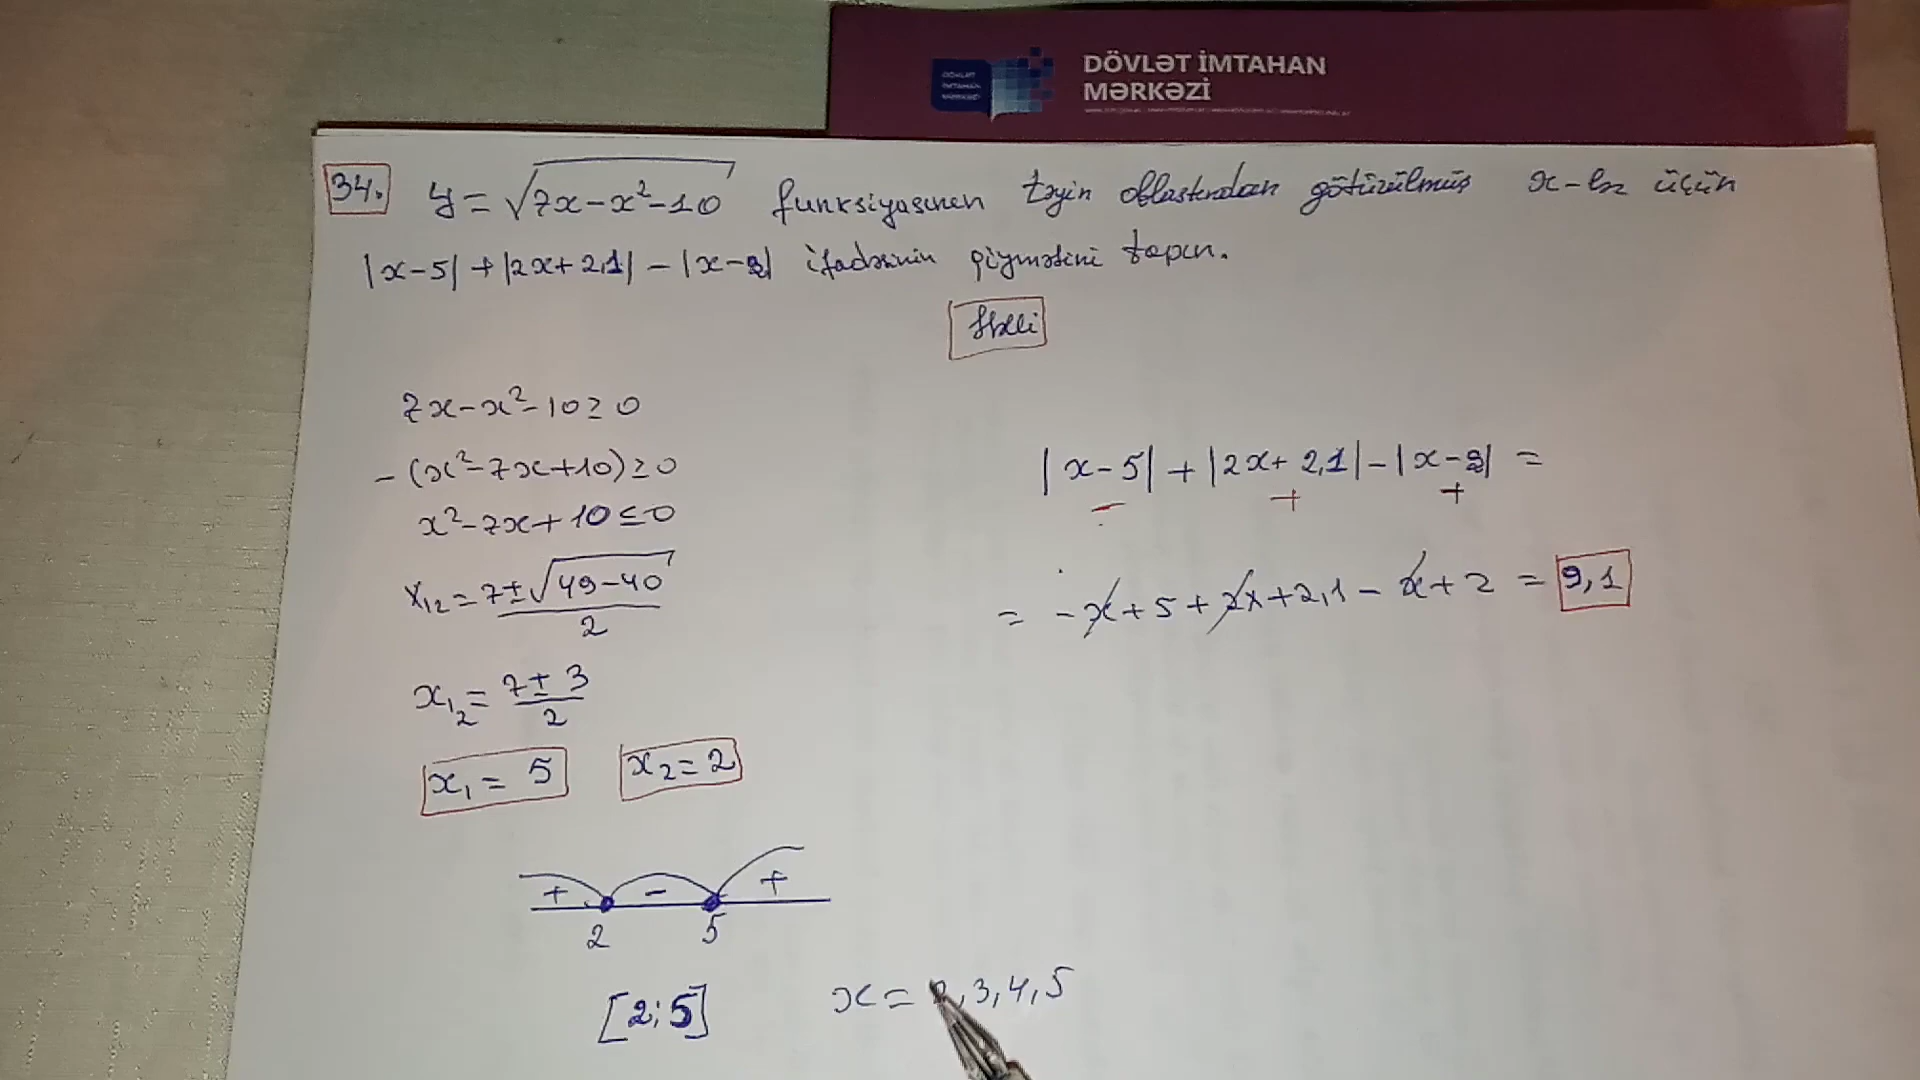 DÖVLƏT İMTAHAN
MƏRKƏZİ
DÖVLƏT
İMTAHAN
MƏRKƏZİ
34. y = √(7x-x²-10) funksiyasının təyin oblastından götürülmüş x-lər üçün
|x-5| + |2x+2,1| - |x-2| ifadəsinin qiymətini tapın.
Həlli
7x-x²-10≥0
-(x²-7x+10)≥0
x²-7x+10≤0
x₁₂ = (7±√(49-40))/2
x₁₂ = (7±3)/2
x₁ = 5 x₂ = 2
+ - +
2 5
[2;5] x = 2, 3, 4, 5
|x-5| + |2x+2,1| - |x-2| =
- + +
= -x+5+2x+2,1-x+2 = 9,1